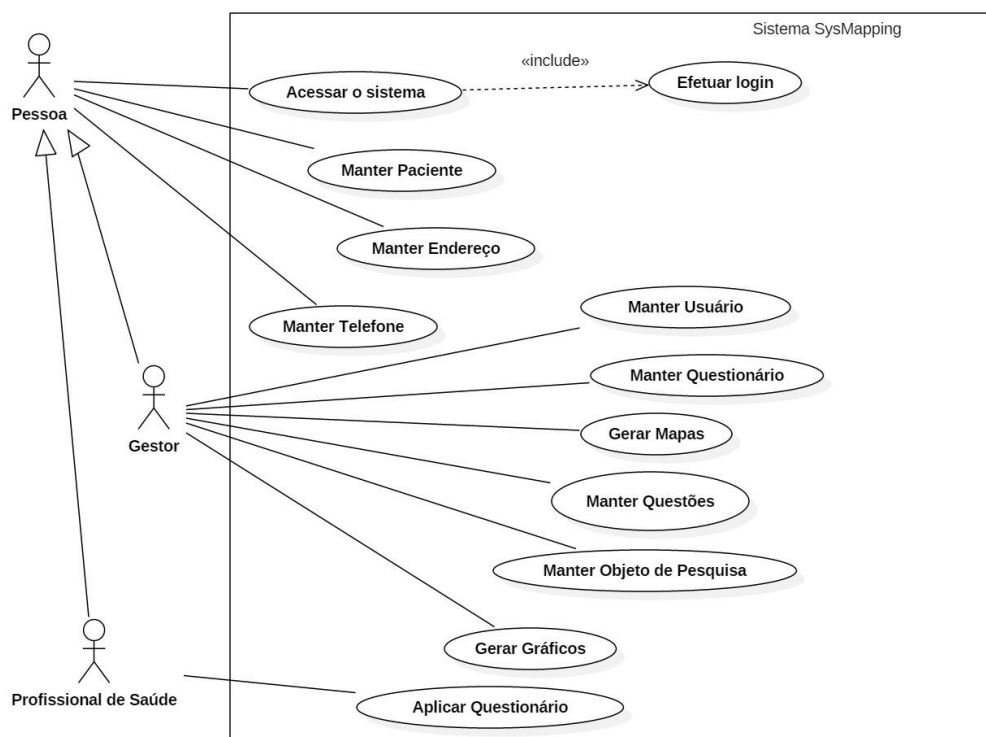 Sistema SysMapping
«include»
Acessar o sistema
Efetuar login
Pessoa
Manter Paciente
Manter Endereço
Manter Usuário
Manter Telefone
Manter Questionário
Gerar Mapas
Gestor
Manter Questões
Manter Objeto de Pesquisa
Gerar Gráficos
Profissional de Saúde
Aplicar Questionário